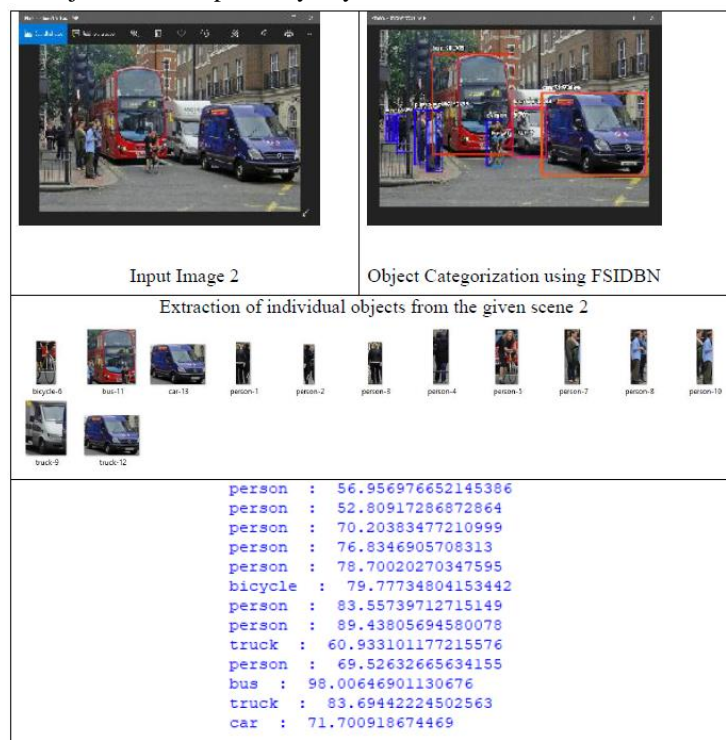 Input Image 2
Object Categorization using FSIDBN
Extraction of individual objects from the given scene 2
bicycle-6 bus-11 car-13 person-1 person-2 person-3 person-4 person-5 person-7 person-8 person-10
truck-9 truck-12
person : 56.956976652145386
person : 52.80917286872864
person : 70.20383477210999
person : 76.8346905708313
person : 78.70020270347595
bicycle : 79.77734804153442
person : 83.55739712715149
person : 89.43805694580078
truck : 60.933101177215576
person : 69.52632665634155
bus : 98.00646901130676
truck : 83.69442224502563
car : 71.700918674469